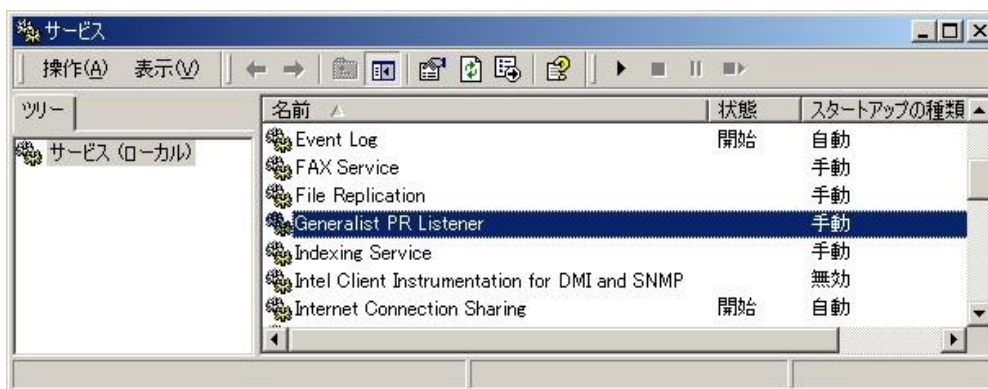 サービス
操作(A) 表示(V)
ツリー
サービス (ローカル)
名前 状態 スタートアップの種類
Event Log 開始 自動
FAX Service 手動
File Replication 手動
Generalist PR Listener 手動
Indexing Service 手動
Intel Client Instrumentation for DMI and SNMP 無効
Internet Connection Sharing 開始 自動